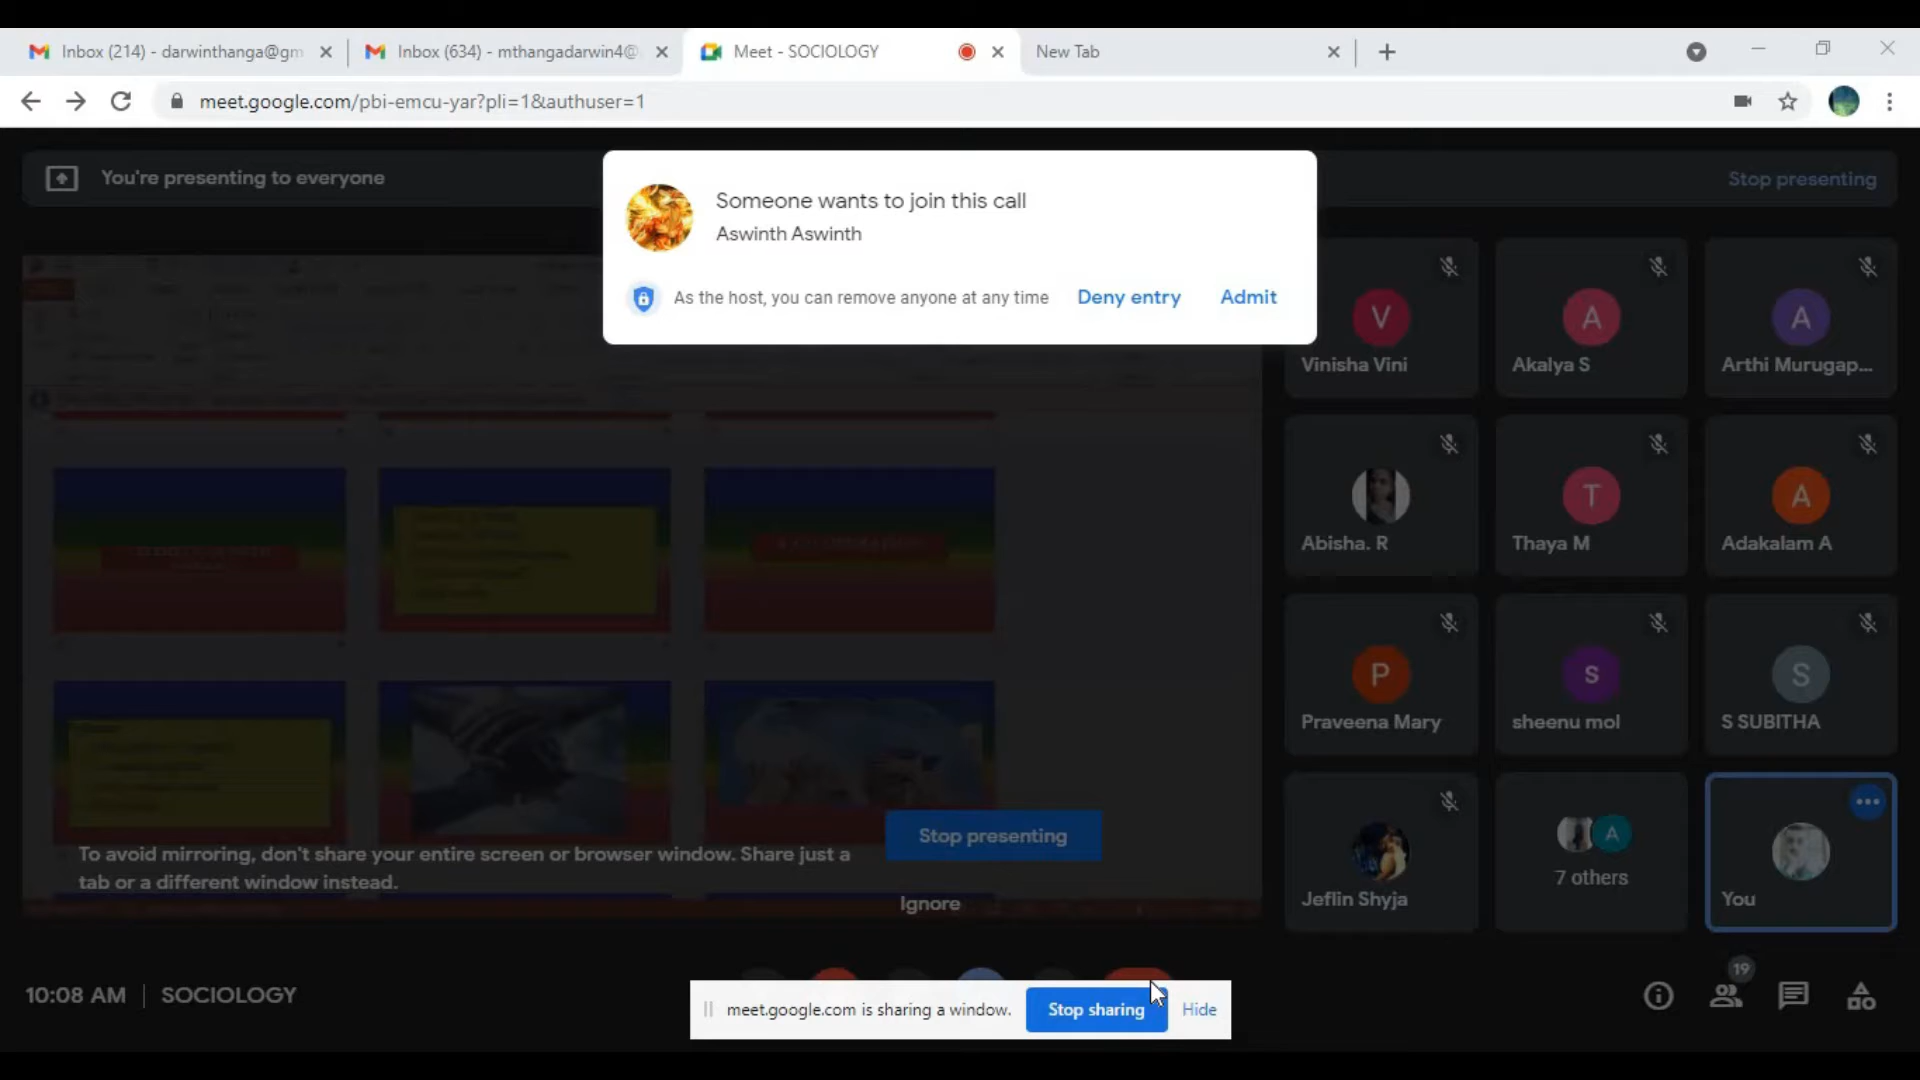 Inbox (214) - darwinthanga@gm
Inbox (634) - mthangadarwin4@
Meet - SOCIOLOGY
New Tab
meet.google.com/pbi-emcu-yar?pli=1&authuser=1
You're presenting to everyone
Stop presenting
Someone wants to join this call
Aswinth Aswinth
As the host, you can remove anyone at any time
Deny entry
Admit
V
A
A
Vinisha Vini
Akalya S
Arthi Murugap...
T
A
Abisha. R
Thaya M
Adakalam A
P
s
S
Praveena Mary
sheenu mol
S SUBITHA
A
Jeflin Shyja
7 others
You
To avoid mirroring, don't share your entire screen or browser window. Share just a
tab or a different window instead.
Stop presenting
Ignore
10:08 AM | SOCIOLOGY
19
meet.google.com is sharing a window.
Stop sharing
Hide